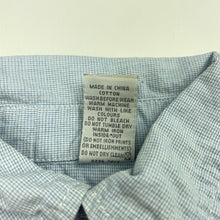 MADE IN CHINA
COTTON
WASH BEFORE WEAR
WARM MACHINE
WASH WITH LIKE
COLOURS
DO NOT BLEACH
DO NOT TUMBLE DRY
WARM IRON
INSIDE OUT
(DO NOT IRON PRINTS
OR EMBELLISHMENTS)
DO NOT DRY CLEAN